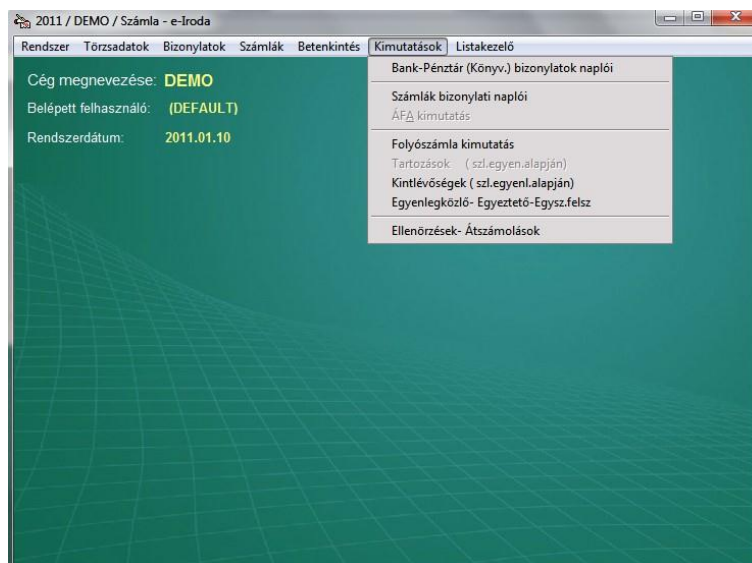 2011 / DEMO / Számla - e-Iroda
Rendszer Törzsadatok Bizonylatok Számlák Betenkintés Kimutatások Listakezelő
Cég megnevezése: DEMO
Belépett felhasználó: (DEFAULT)
Rendszerdátum: 2011.01.10
Bank-Pénztár (Könyv.) bizonylatok naplói
Számlák bizonylati naplói
ÁFA kimutatás
Folyószámla kimutatás
Tartozások ( szl.egyen.alapján)
Kintlévőségek ( szl.egyenl.alapján)
Egyenlegközlő- Egyeztető-Egysz.felsz
Ellenörzések- Átszámolások